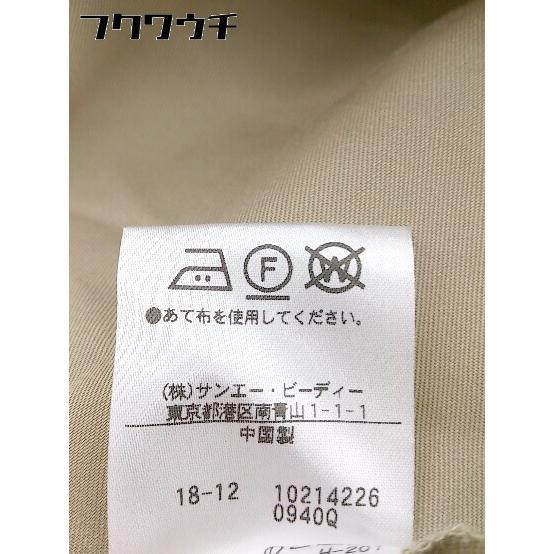 フクワウチ
F
W
●あて布を使用してください。
(株)サンエー・ビーディー
東京都港区南青山1-1-1
中国製
18-12 10214226
0940Q